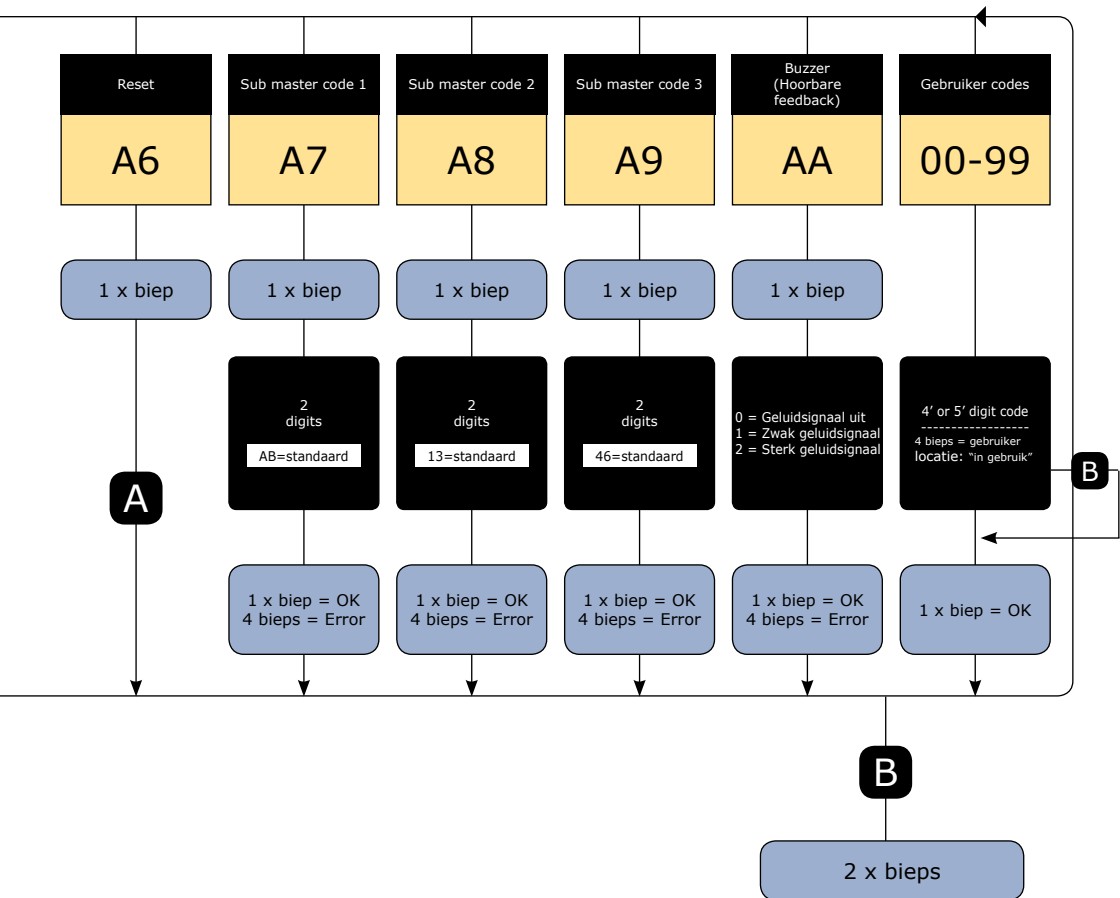 Reset
A6
1 x biep
A
Sub master code 1
A7
1 x biep
2
digits
AB=standaard
1 x biep = OK
4 bieps = Error
Sub master code 2
A8
1 x biep
2
digits
13=standaard
1 x biep = OK
4 bieps = Error
Sub master code 3
A9
1 x biep
2
digits
46=standaard
1 x biep = OK
4 bieps = Error
Buzzer
(Hoorbare
feedback)
AA
1 x biep
0 = Geluidsignaal uit
1 = Zwak geluidsignaal
2 = Sterk geluidsignaal
1 x biep = OK
4 bieps = Error
Gebruiker codes
00-99
4’ or 5’ digit code
------------------
4 bieps = gebruiker
locatie: “in gebruik”
B
1 x biep = OK
B
2 x bieps